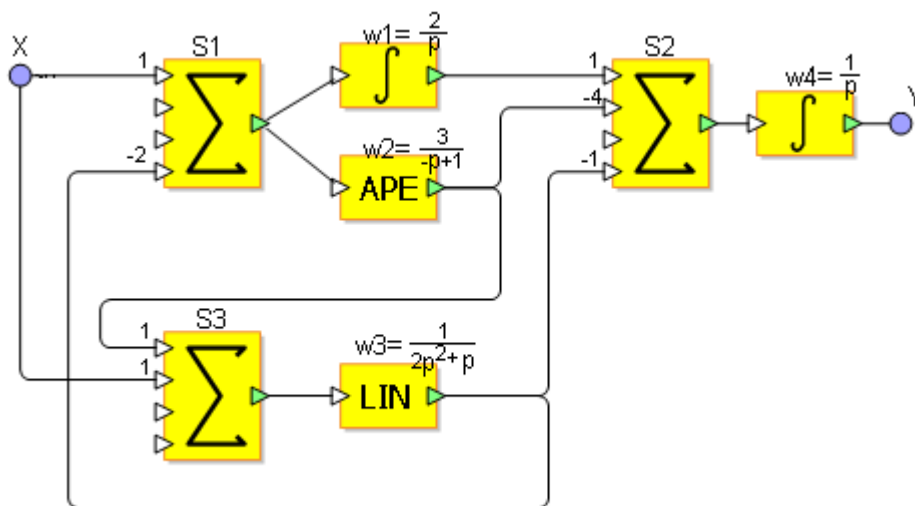 X
S1
w1= 2/p
S2
w4= 1/p
Y
1
-2
w2= 3/(-p+1)
APE
1
-4
-1
S3
1
1
w3= 1/(2p²+p)
LIN